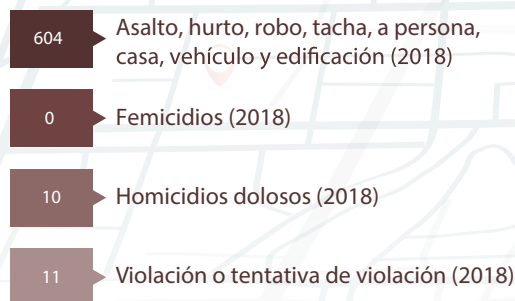 604
Asalto, hurto, robo, tacha, a persona,
casa, vehículo y edificación (2018)
0
Femicidios (2018)
10
Homicidios dolosos (2018)
11
Violación o tentativa de violación (2018)